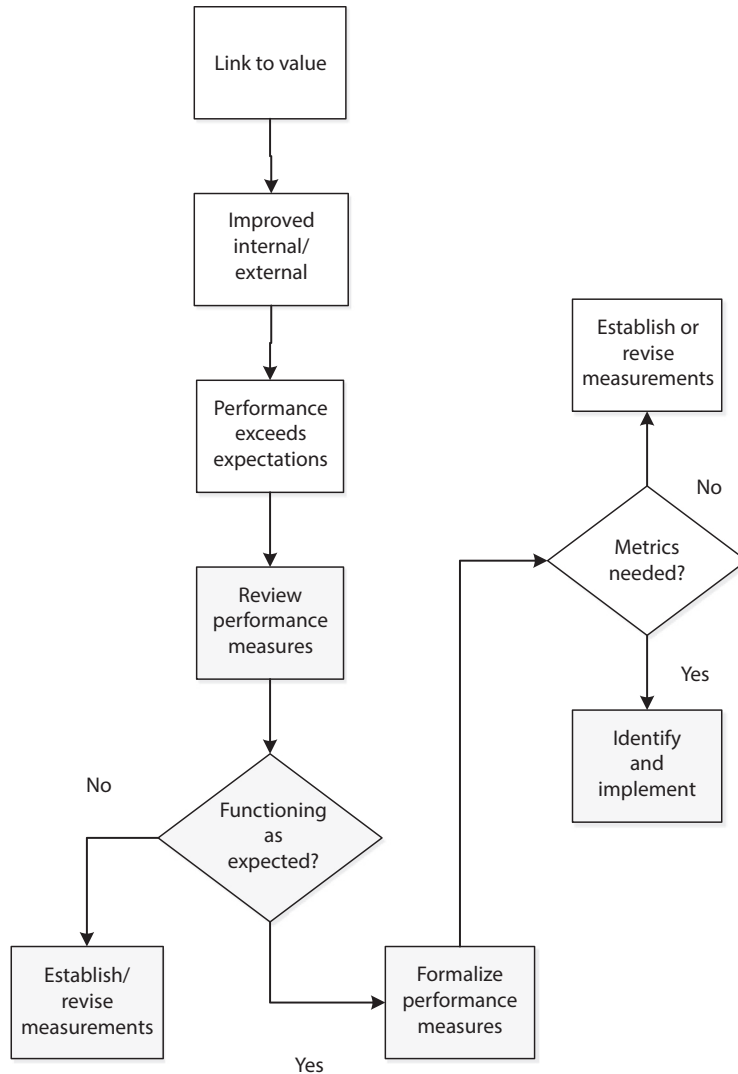 Link to value
Improved
internal/
external
Performance
exceeds
expectations
Review
performance
measures
No
Functioning
as
expected?
Establish/
revise
measurements
Yes
Formalize
performance
measures
Establish or
revise
measurements
No
Metrics
needed?
Yes
Identify
and
implement